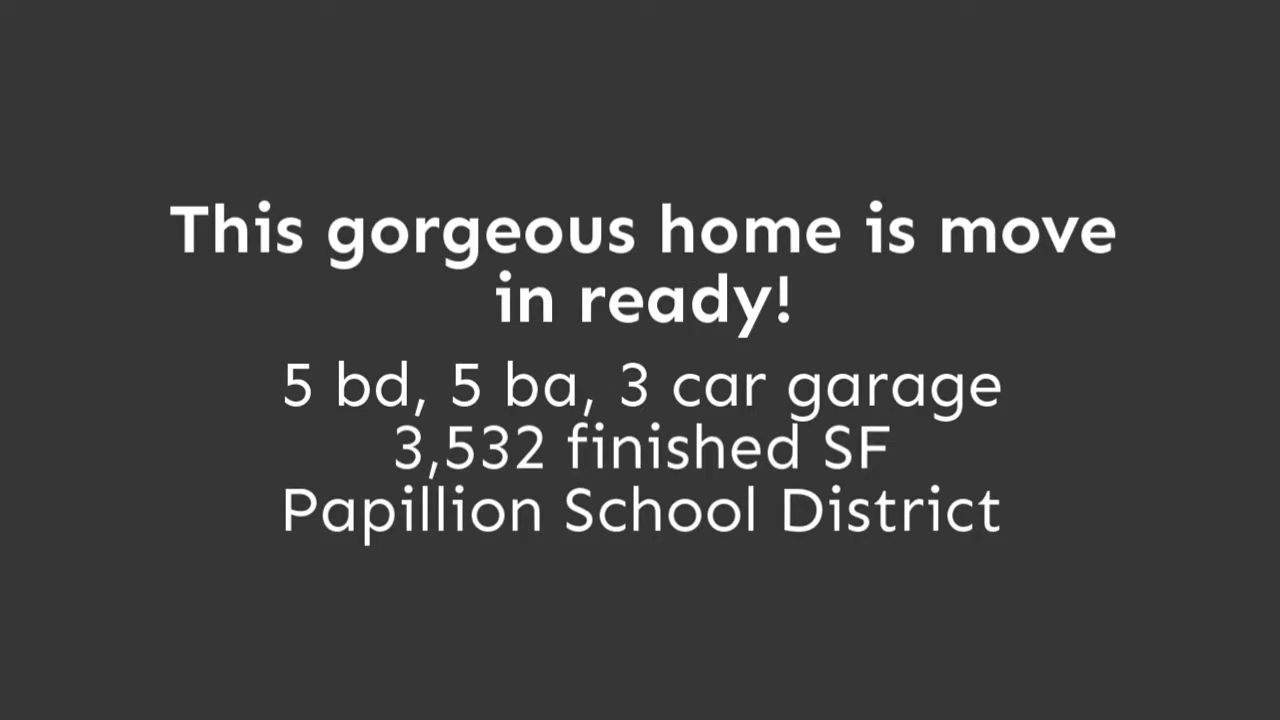 This gorgeous home is move
in ready!
5 bd, 5 ba, 3 car garage
3,532 finished SF
Papillion School District